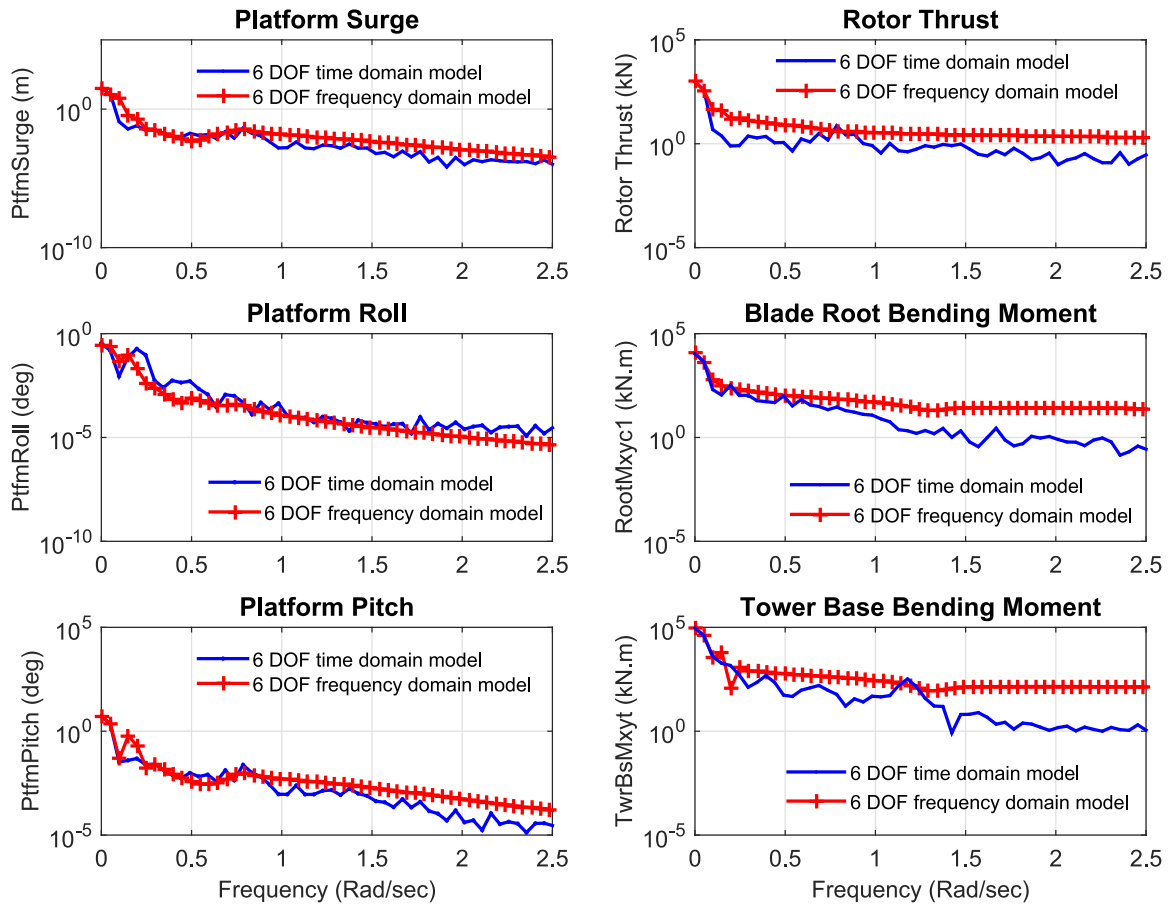 Platform Surge
PtfmSurge (m)
10^0
10^-10
6 DOF time domain model
6 DOF frequency domain model
0 0.5 1 1.5 2 2.5
Rotor Thrust
Rotor Thrust (kN)
10^5
10^0
10^-5
6 DOF time domain model
6 DOF frequency domain model
0 0.5 1 1.5 2 2.5
Platform Roll
PtfmRoll (deg)
10^0
10^-5
10^-10
6 DOF time domain model
6 DOF frequency domain model
0 0.5 1 1.5 2 2.5
Blade Root Bending Moment
RootMxyc1 (kN.m)
10^5
10^0
10^-5
6 DOF time domain model
6 DOF frequency domain model
0 0.5 1 1.5 2 2.5
Platform Pitch
PtfmPitch (deg)
10^5
10^0
10^-5
6 DOF time domain model
6 DOF frequency domain model
0 0.5 1 1.5 2 2.5
Frequency (Rad/sec)
Tower Base Bending Moment
TwrBsMxyt (kN.m)
10^5
10^0
10^-5
6 DOF time domain model
6 DOF frequency domain model
0 0.5 1 1.5 2 2.5
Frequency (Rad/sec)